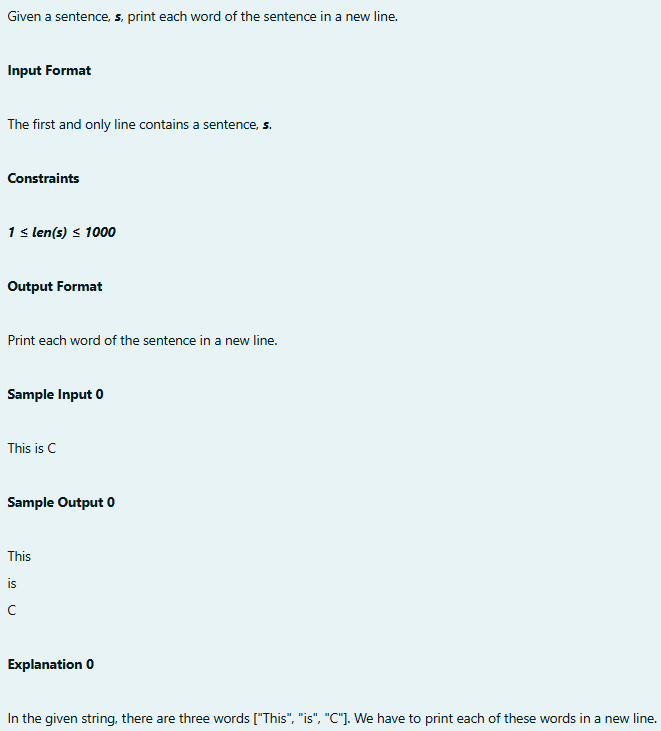 Given a sentence, s, print each word of the sentence in a new line.
Input Format
The first and only line contains a sentence, s.
Constraints
1 ≤ len(s) ≤ 1000
Output Format
Print each word of the sentence in a new line.
Sample Input 0
This is C
Sample Output 0
This
is
C
Explanation 0
In the given string, there are three words ["This", "is", "C"]. We have to print each of these words in a new line.